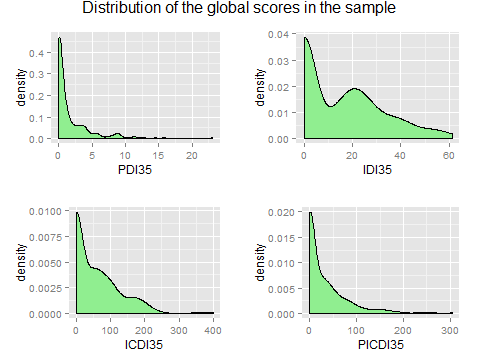 Distribution of the global scores in the sample
density
0.4
0.3
0.2
0.1
0.0
0 5 10 15 20
PDI35
density
0.04
0.03
0.02
0.01
0.00
0 20 40 60
IDI35
density
0.0100
0.0075
0.0050
0.0025
0.0000
0 100 200 300 400
ICDI35
density
0.020
0.015
0.010
0.005
0.000
0 100 200 300
PICDI35